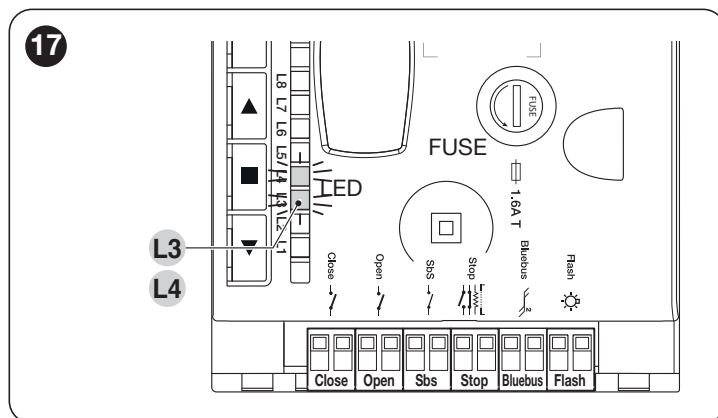 17
L8
L7
L6
L5
L4
L3
L2
L1
LED
FUSE
FUSE
1.6A T
L3
L4
Close
Open
SbS
Stop
Bluebus
2
Flash
Close
Open
Sbs
Stop
Bluebus
Flash